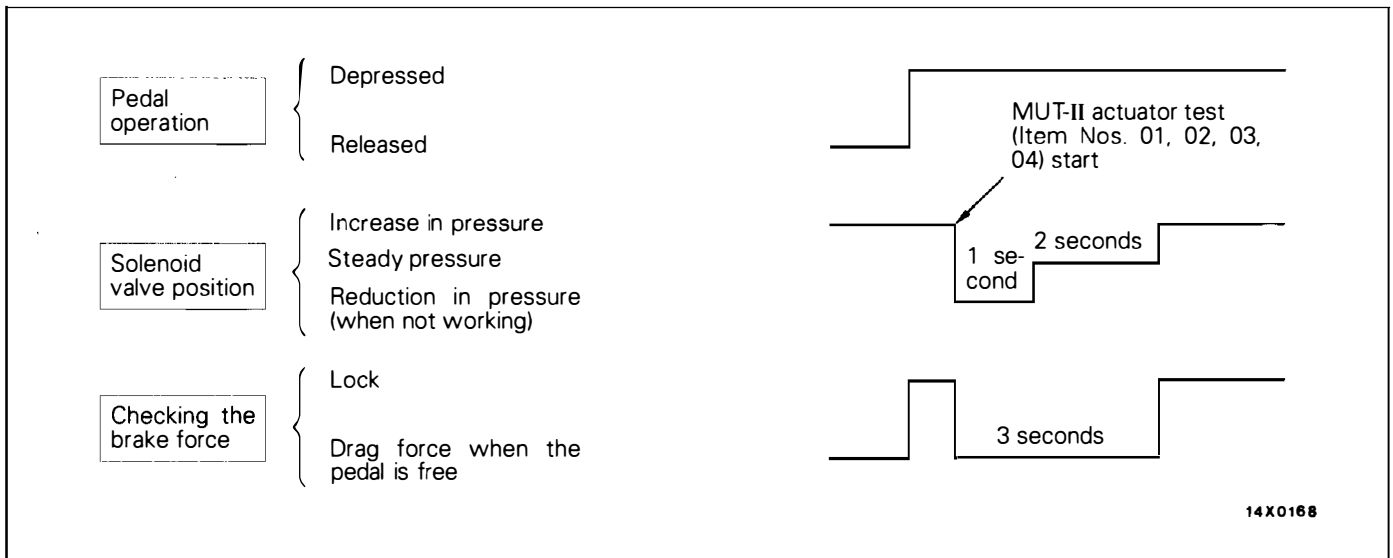 Pedal
operation
Depressed
Released
MUT-II actuator test
(Item Nos. 01, 02, 03,
04) start
Solenoid
valve position
Increase in pressure
Steady pressure
Reduction in pressure
(when not working)
1 se-
cond
2 seconds
Checking the
brake force
Lock
Drag force when the
pedal is free
3 seconds
14X0168